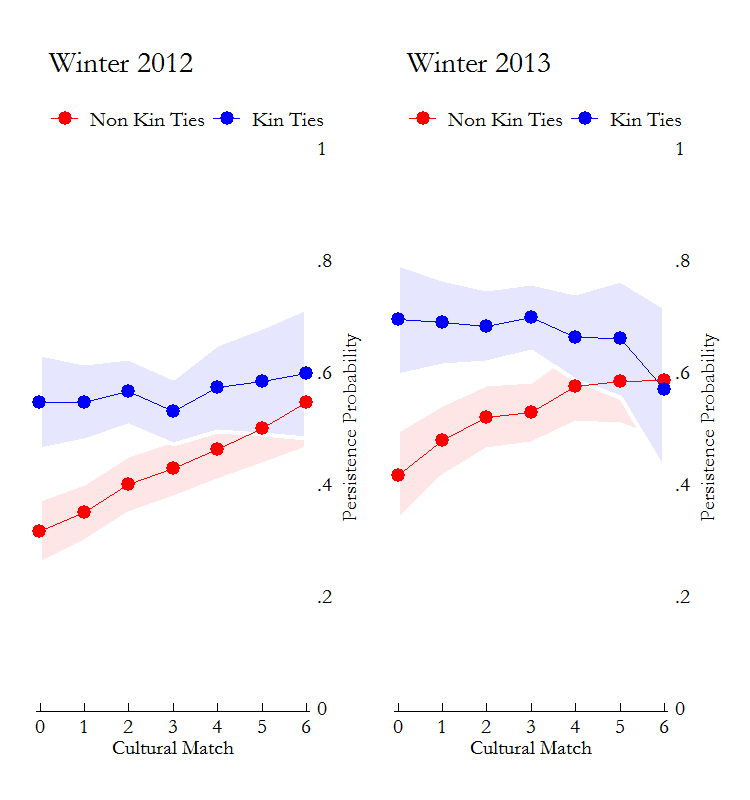 Winter 2012
Non Kin Ties Kin Ties
1
.8
.6
.4
.2
0
Persistence Probability
0 1 2 3 4 5 6
Cultural Match
Winter 2013
Non Kin Ties Kin Ties
1
.8
.6
.4
.2
0
Persistence Probability
0 1 2 3 4 5 6
Cultural Match